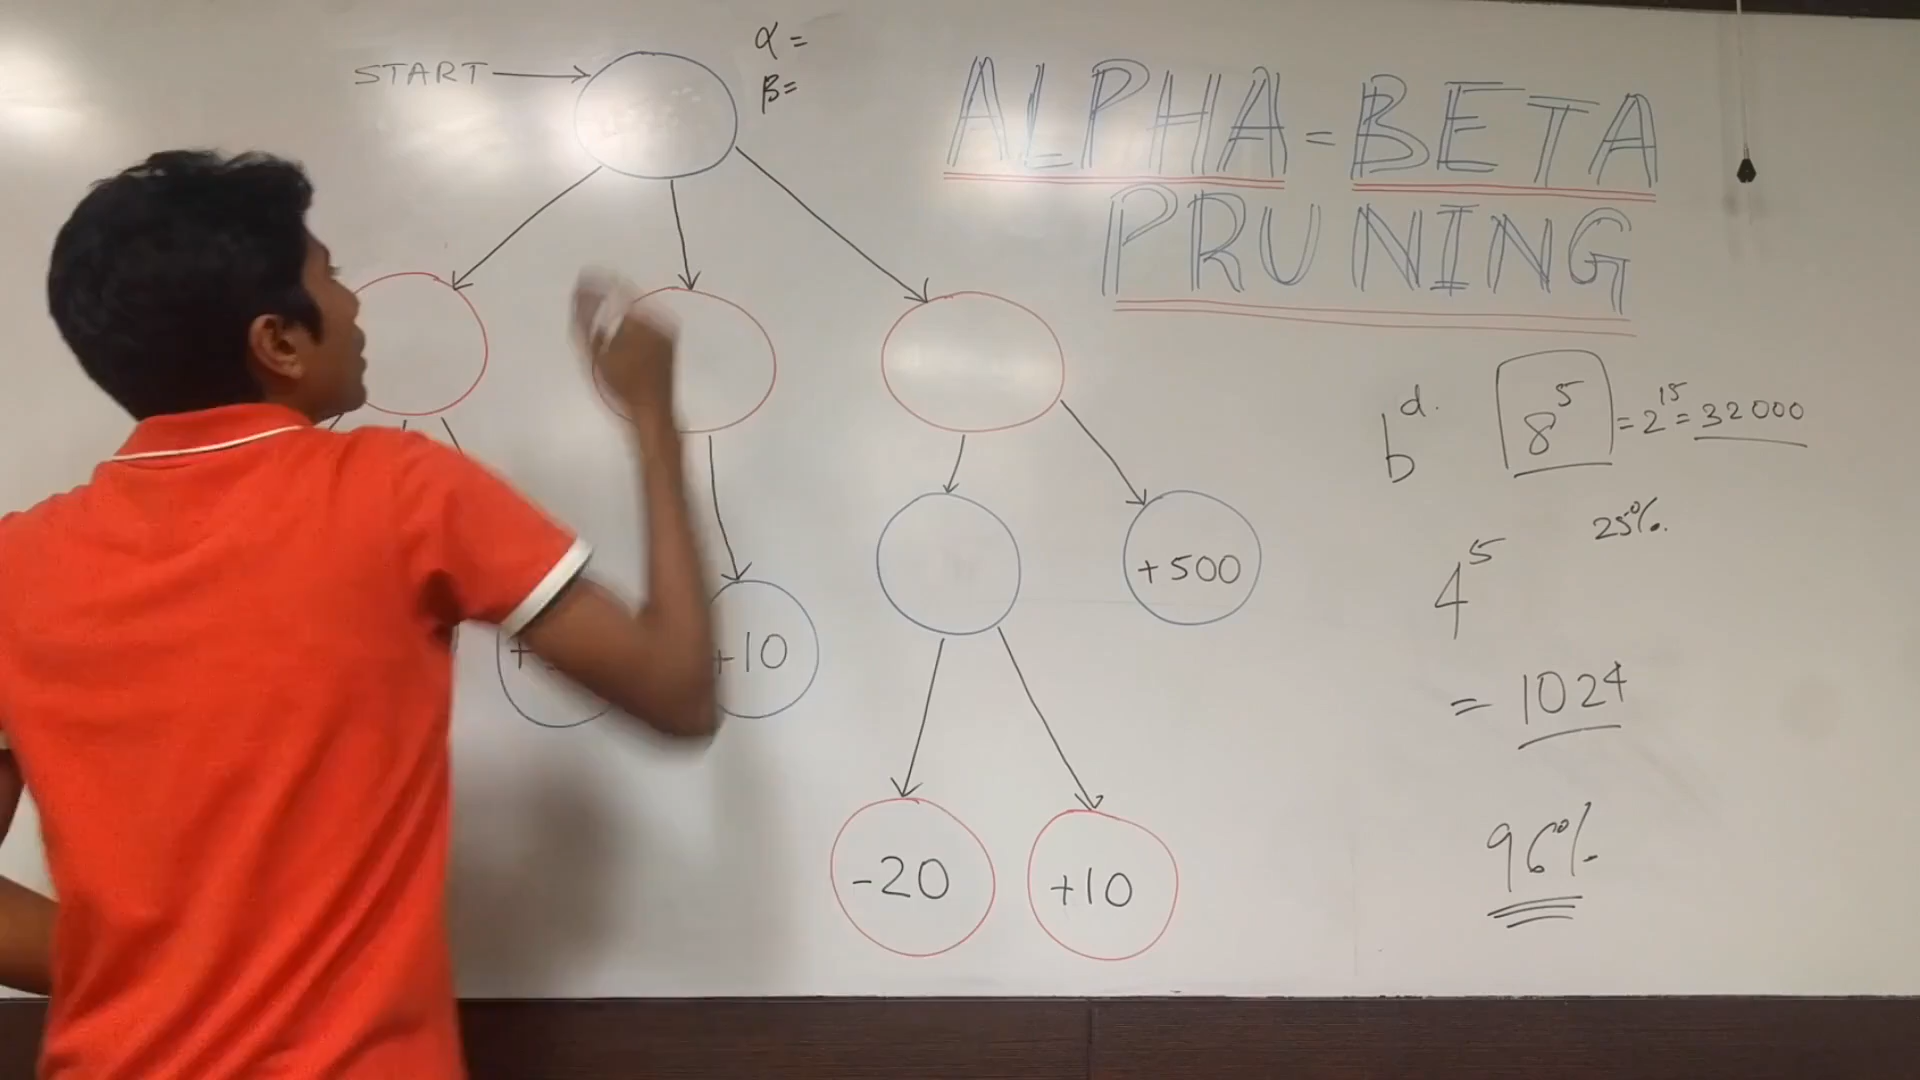 START
α =
β =
ALPHA-BETA
PRUNING
b^d.
8^5 = 2^15 = 32000
25%.
4^5
= 1024
96%
+500
+10
-20
+10